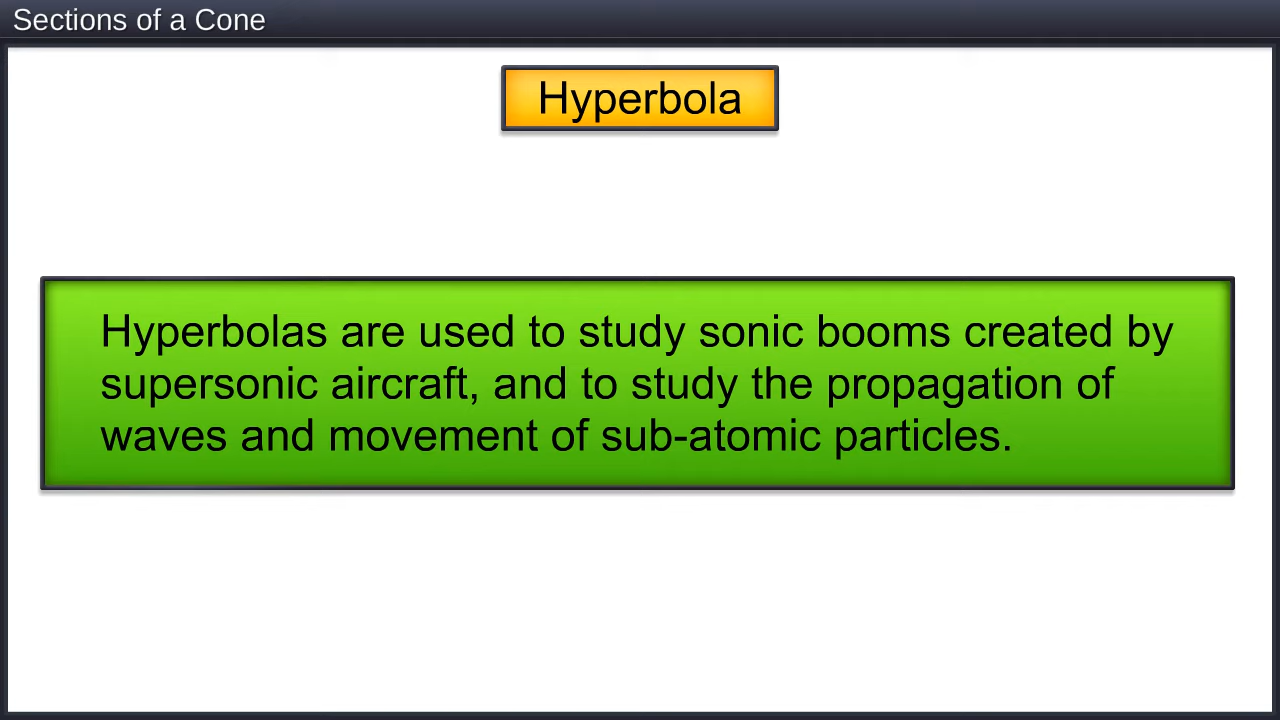 Sections of a Cone
Hyperbola
Hyperbolas are used to study sonic booms created by
supersonic aircraft, and to study the propagation of
waves and movement of sub-atomic particles.